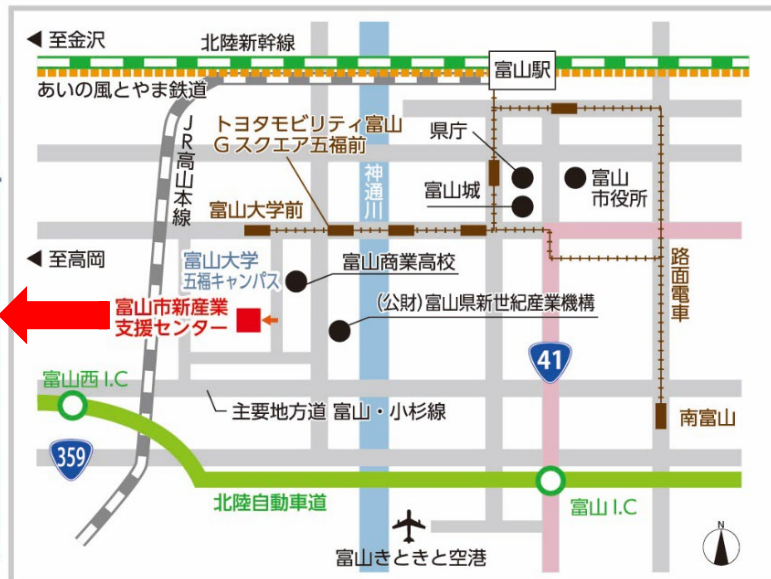 ◀ 至金沢
北陸新幹線
富山駅
あいの風とやま鉄道
JR高山本線
トヨタモビリティ富山
G スクエア五福前
神通川
県庁
富山城
富山
市役所
富山大学前
◀ 至高岡
富山大学
五福キャンパス
富山商業高校
路面電車
富山市新産業
支援センター
(公財)富山県新世紀産業機構
41
富山西 I.C
主要地方道 富山・小杉線
南富山
359
北陸自動車道
富山 I.C
富山きときと空港
N